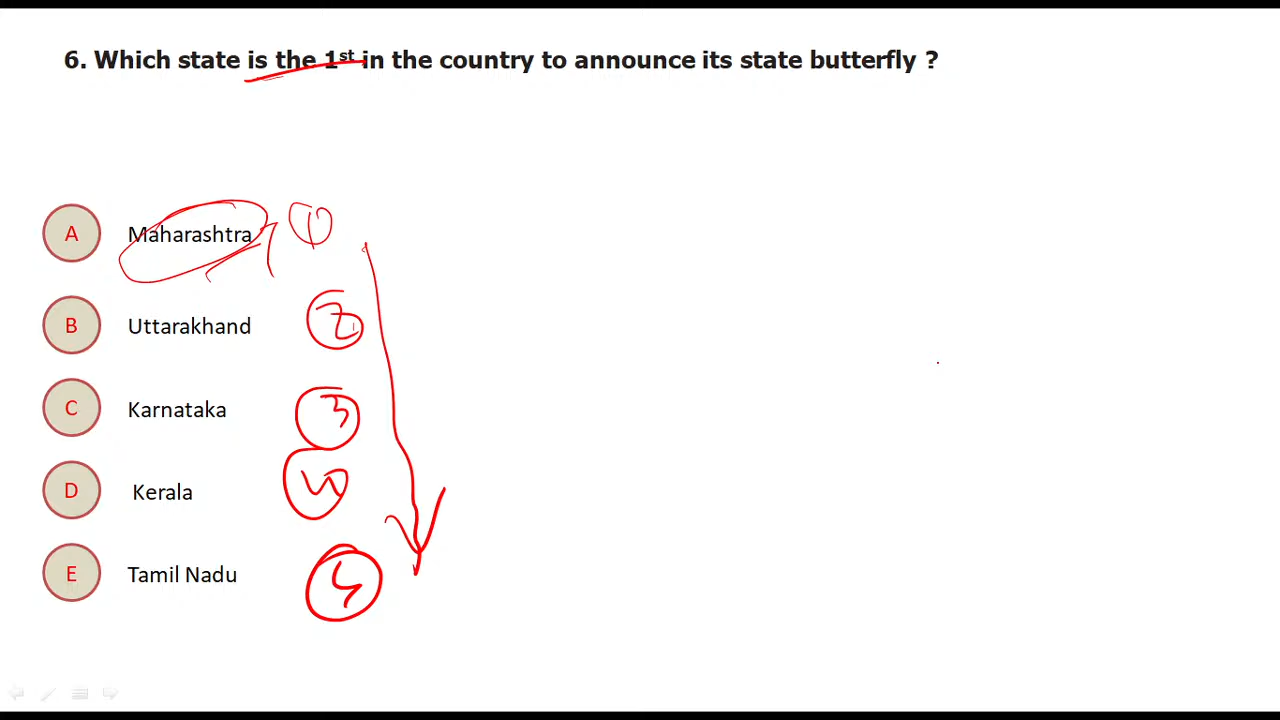 6. Which state is the 1st in the country to announce its state butterfly ?
A Maharashtra 1
B Uttarakhand 2
C Karnataka 3
D Kerala
E Tamil Nadu 5